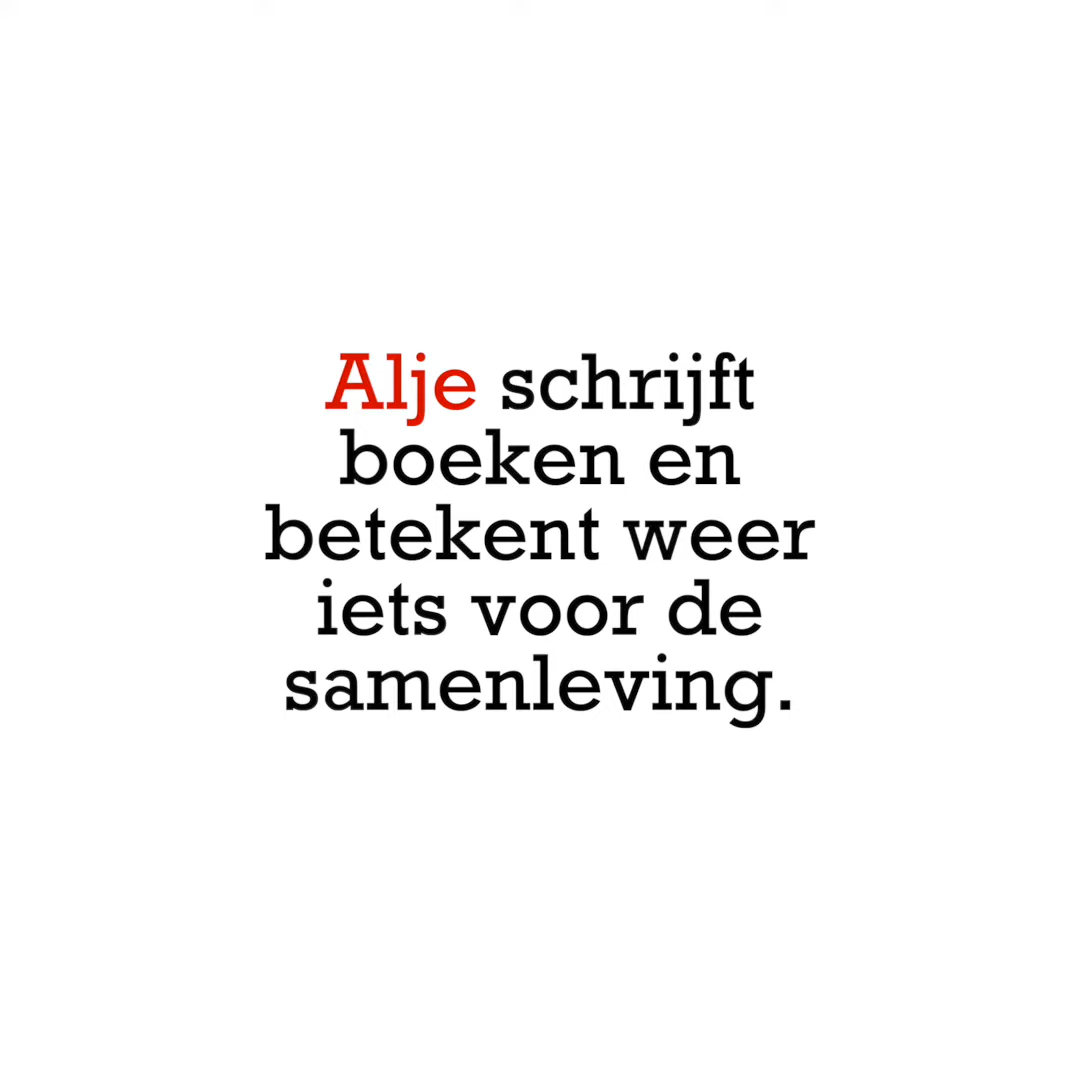 Alje schrijft
boeken en
betekent weer
iets voor de
samenleving.